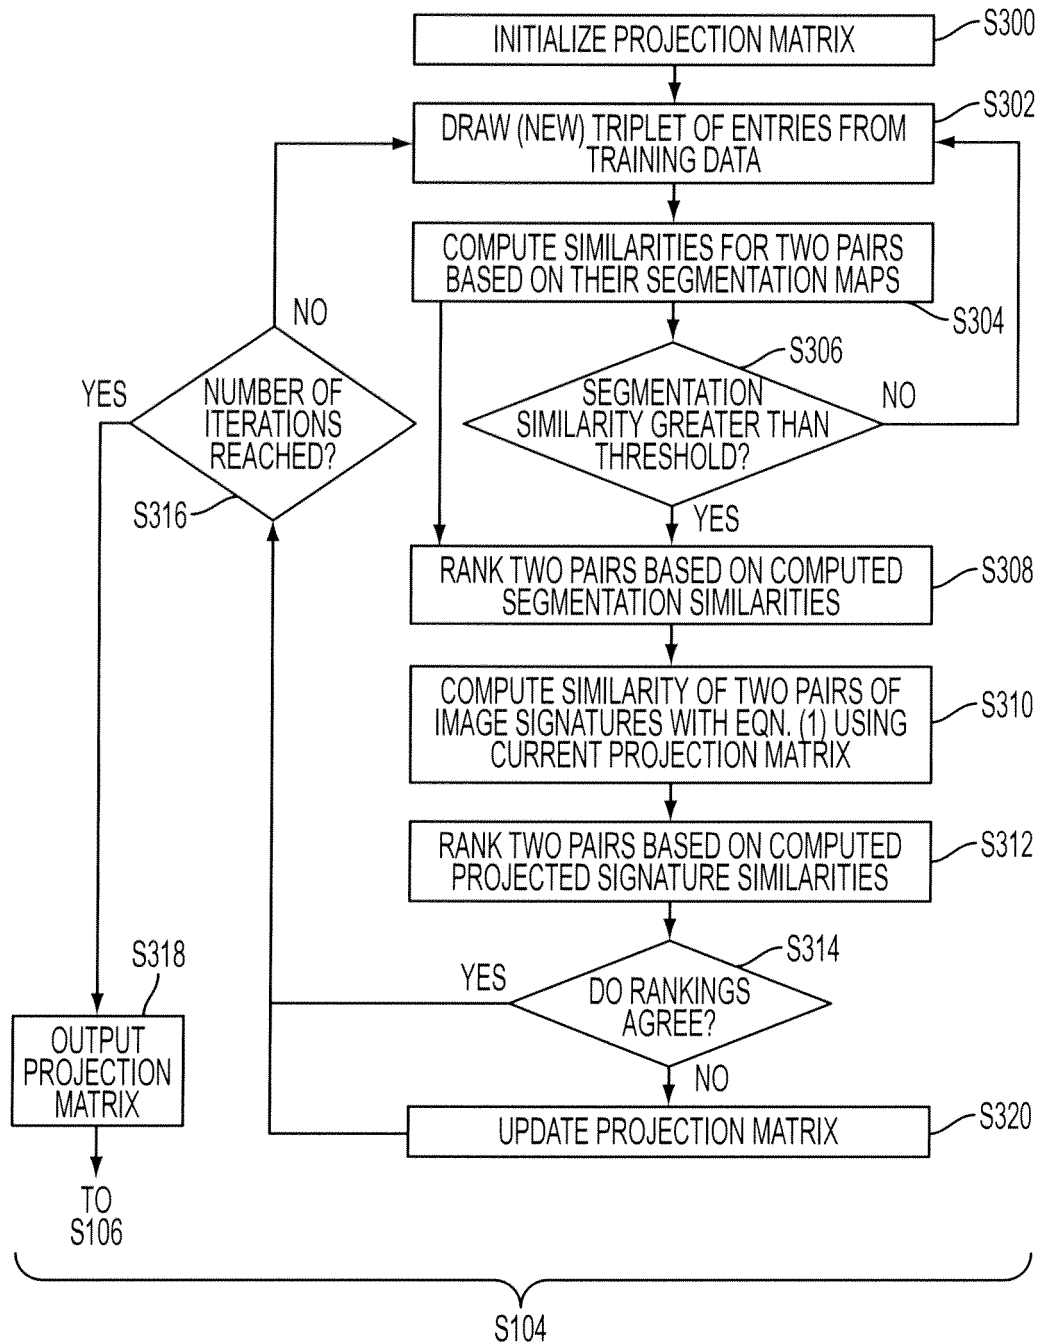 INITIALIZE PROJECTION MATRIX
S300
DRAW (NEW) TRIPLET OF ENTRIES FROM
TRAINING DATA
S302
COMPUTE SIMILARITIES FOR TWO PAIRS
BASED ON THEIR SEGMENTATION MAPS
S304
SEGMENTATION
SIMILARITY GREATER THAN
THRESHOLD?
S306
NO
YES
NUMBER OF
ITERATIONS
REACHED?
NO
YES
S316
RANK TWO PAIRS BASED ON COMPUTED
SEGMENTATION SIMILARITIES
S308
COMPUTE SIMILARITY OF TWO PAIRS OF
IMAGE SIGNATURES WITH EQN. (1) USING
CURRENT PROJECTION MATRIX
S310
RANK TWO PAIRS BASED ON COMPUTED
PROJECTED SIGNATURE SIMILARITIES
S312
DO RANKINGS
AGREE?
S314
YES
NO
UPDATE PROJECTION MATRIX
S320
S318
OUTPUT
PROJECTION
MATRIX
TO
S106
S104